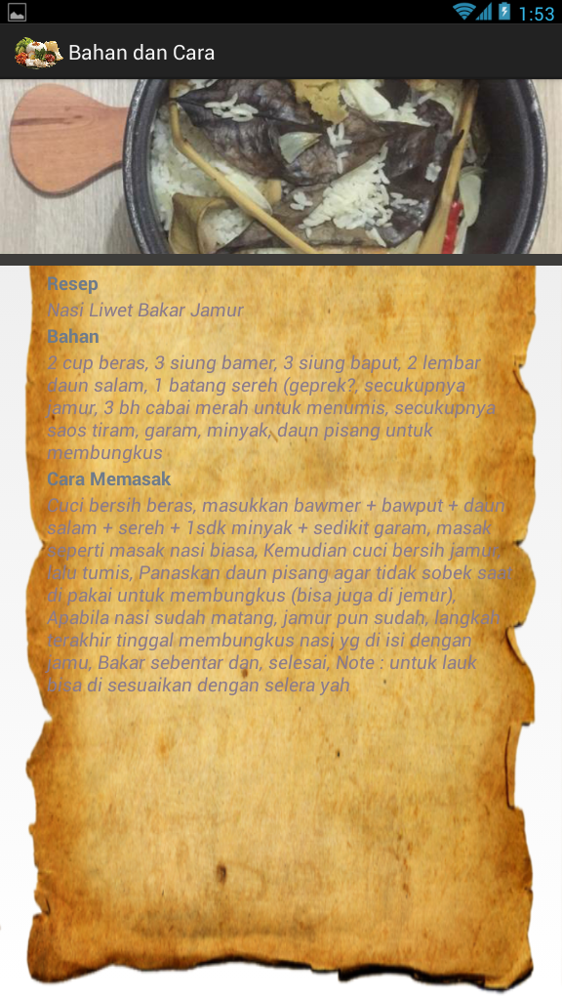 1:53
Bahan dan Cara
Resep
Nasi Liwet Bakar Jamur
Bahan
2 cup beras, 3 siung bamer, 3 siung baput, 2 lembar
daun salam, 1 batang sereh (geprek?, secukupnya
jamur, 3 bh cabai merah untuk menumis, secukupnya
saos tiram, garam, minyak, daun pisang untuk
membungkus
Cara Memasak
Cuci bersih beras, masukkan bawmer + bawput + daun
salam + sereh + 1sdk minyak + sedikit garam, masak
seperti masak nasi biasa, Kemudian cuci bersih jamur,
lalu tumis, Panaskan daun pisang agar tidak sobek saat
di pakai untuk membungkus (bisa juga di jemur),
Apabila nasi sudah matang, jamur pun sudah, langkah
terakhir tinggal membungkus nasi yg di isi dengan
jamu, Bakar sebentar dan, selesai, Note : untuk lauk
bisa di sesuaikan dengan selera yah